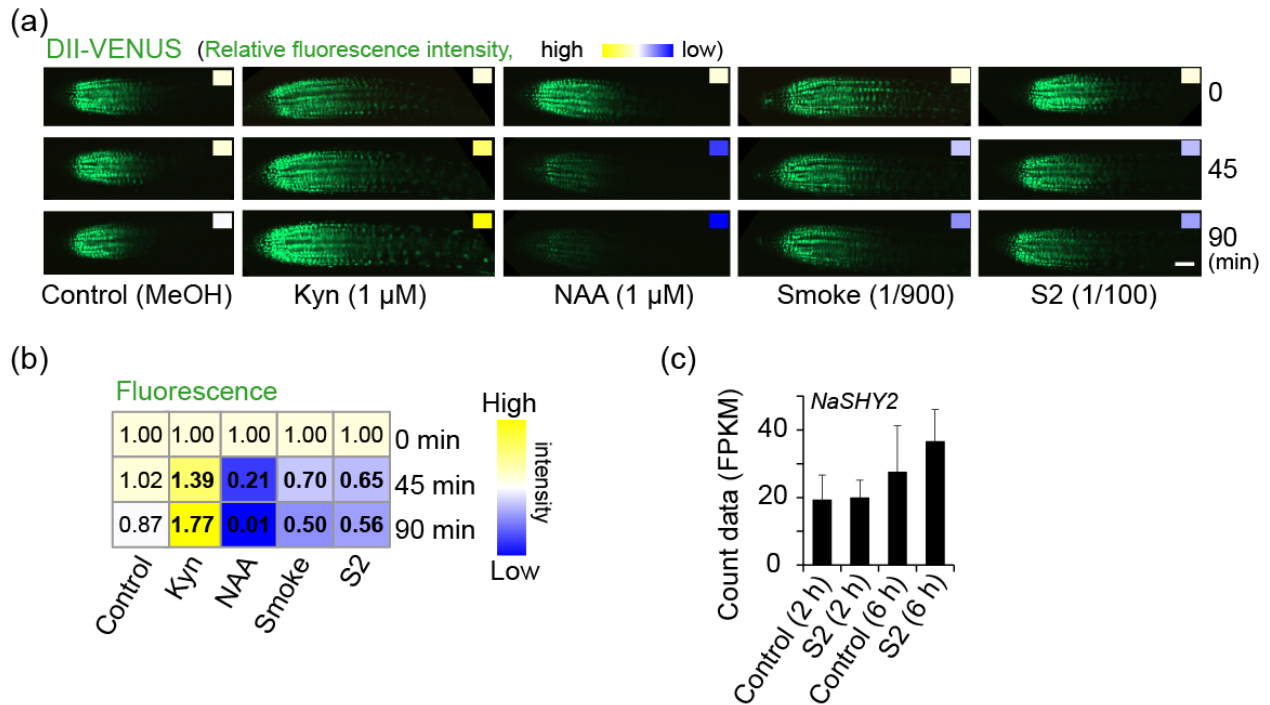 (a)
DII-VENUS (Relative fluorescence intensity, high low)
0
45
90
(min)
Control (MeOH) Kyn (1 µM) NAA (1 µM) Smoke (1/900) S2 (1/100)
(b)
Fluorescence
1.00 1.00 1.00 1.00 1.00 0 min
1.02 1.39 0.21 0.70 0.65 45 min
0.87 1.77 0.01 0.50 0.56 90 min
Control Kyn NAA Smoke S2
High
intensity
Low
(c)
NaSHY2
Count data (FPKM)
40
20
0
Control (2 h) S2 (2 h) Control (6 h) S2 (6 h)